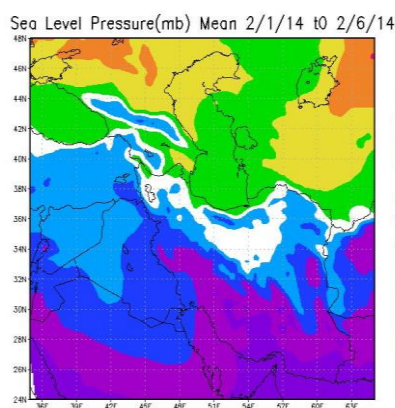 Sea Level Pressure(mb) Mean 2/1/14 t0 2/6/14
48N
46N
44N
42N
40N
38N
36N
34N
32N
30N
28N
26N
24N
36E 39E 42E 45E 48E 51E 54E 57E 60E 63E